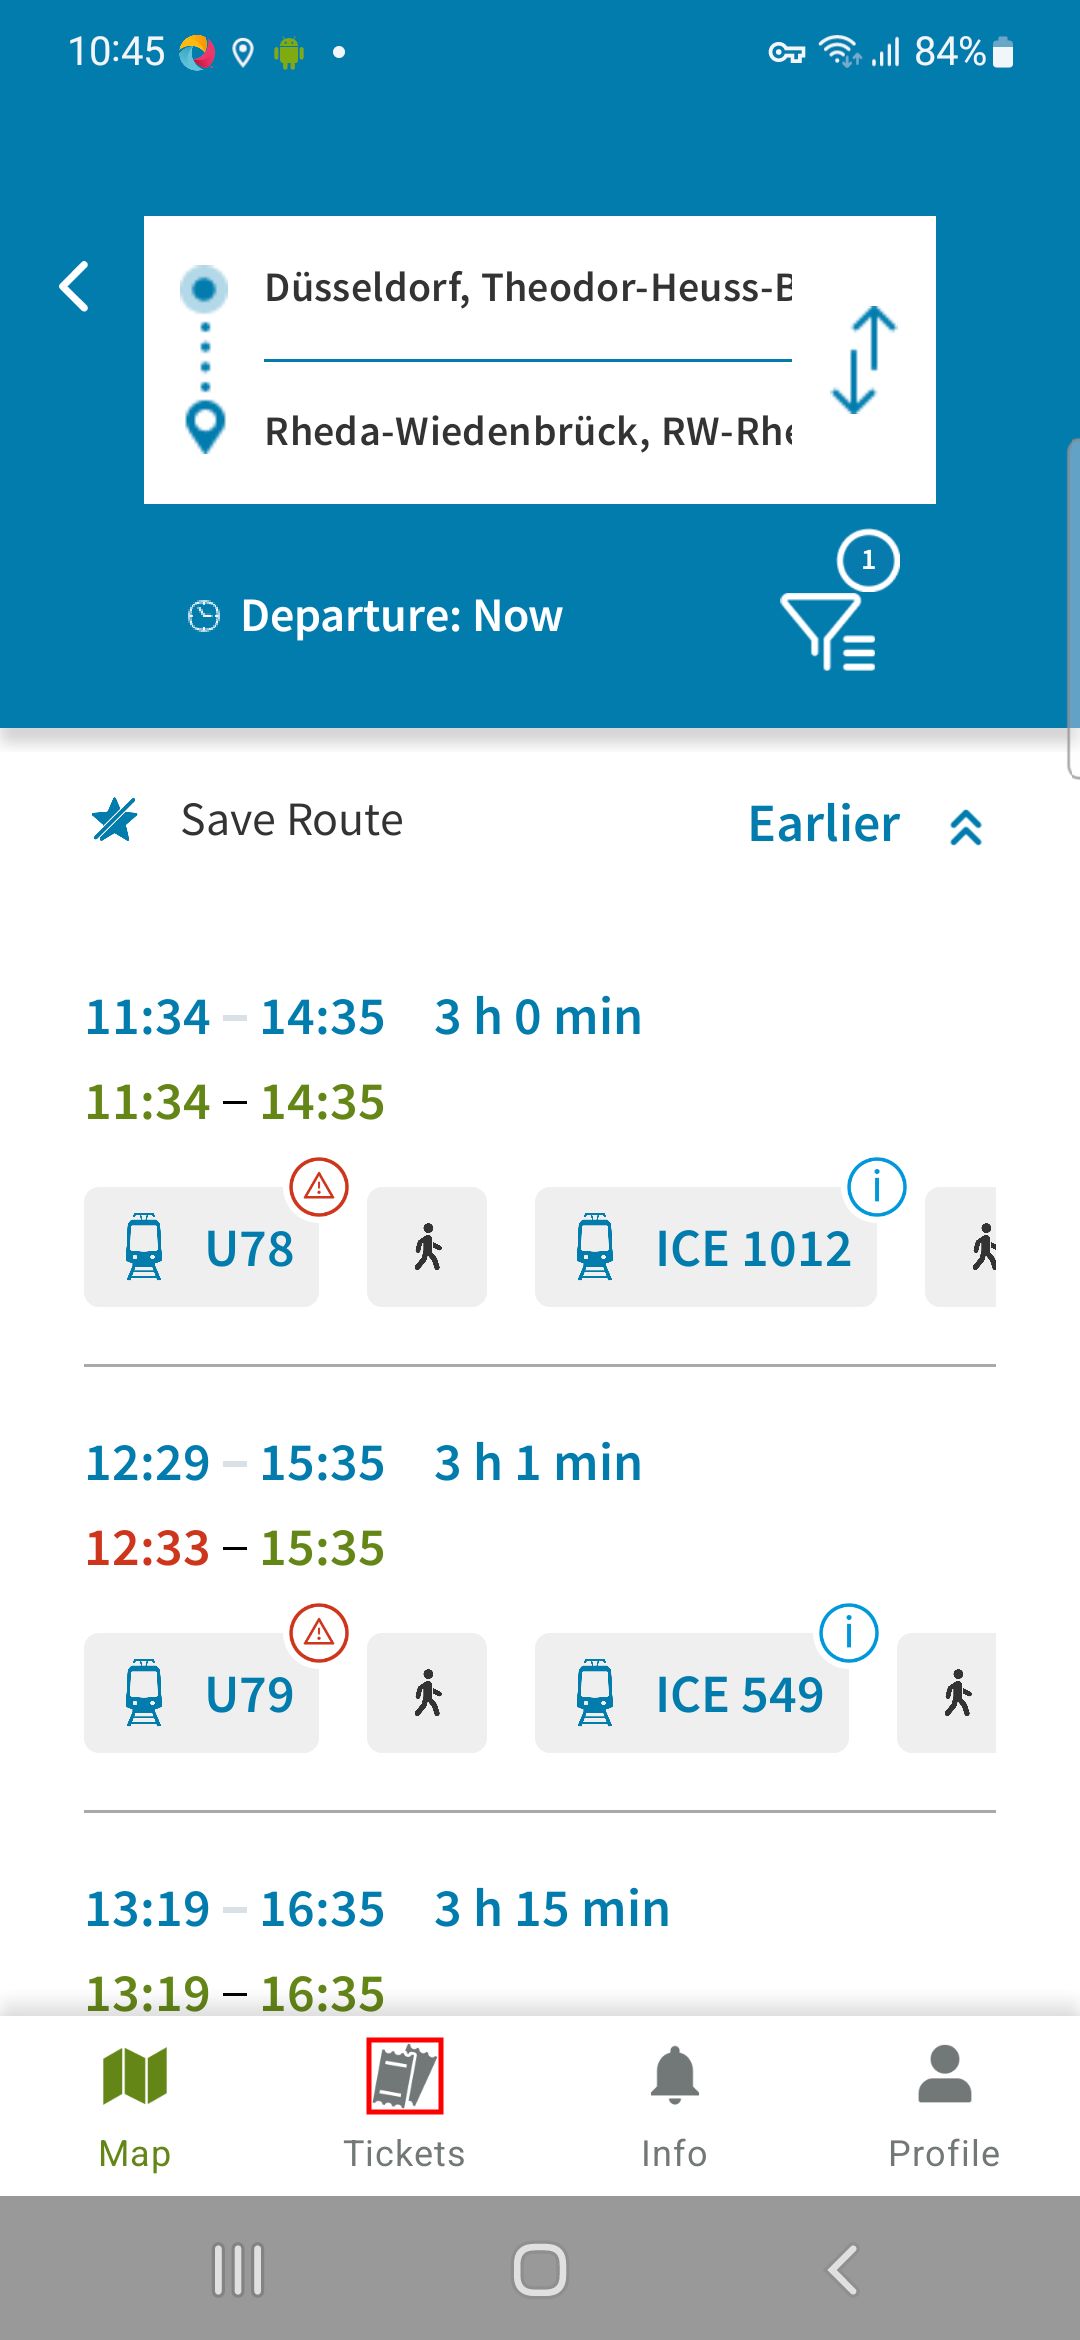 10:45
84%
Düsseldorf, Theodor-Heuss-B
Rheda-Wiedenbrück, RW-Rhe
1
Departure: Now
Save Route
Earlier
11:34 – 14:35 3 h 0 min
11:34 – 14:35
U78
ICE 1012
12:29 – 15:35 3 h 1 min
12:33 – 15:35
U79
ICE 549
13:19 – 16:35 3 h 15 min
13:19 – 16:35
Map
Tickets
Info
Profile